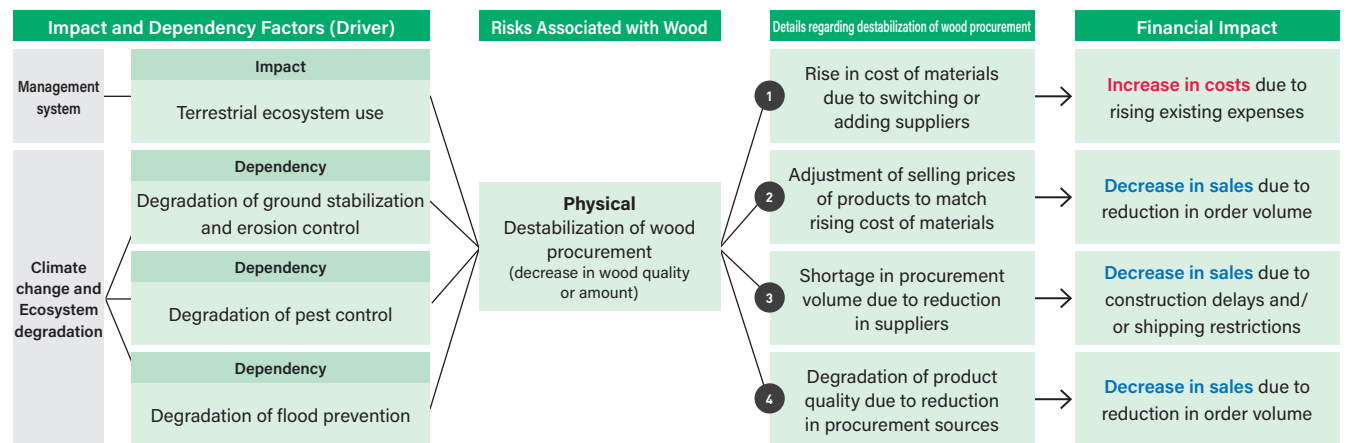 Impact and Dependency Factors (Driver)
Risks Associated with Wood
Details regarding destabilization of wood procurement
Financial Impact
Management
system
Impact
Terrestrial ecosystem use
Climate
change and
Ecosystem
degradation
Dependency
Degradation of ground stabilization
and erosion control
Dependency
Degradation of pest control
Dependency
Degradation of flood prevention
Physical
Destabilization of wood
procurement
(decrease in wood quality
or amount)
1
Rise in cost of materials
due to switching or
adding suppliers
Increase in costs due to
rising existing expenses
2
Adjustment of selling prices
of products to match
rising cost of materials
Decrease in sales due to
reduction in order volume
3
Shortage in procurement
volume due to reduction
in suppliers
Decrease in sales due to
construction delays and/
or shipping restrictions
4
Degradation of product
quality due to reduction
in procurement sources
Decrease in sales due to
reduction in order volume